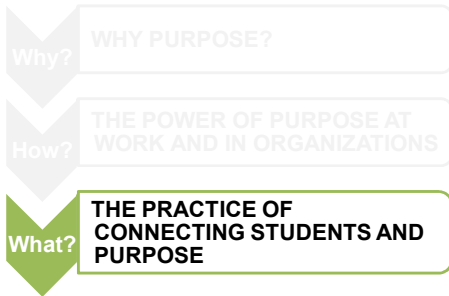 Why?
WHY PURPOSE?
How?
THE POWER OF PURPOSE AT
WORK AND IN ORGANIZATIONS
What?
THE PRACTICE OF
CONNECTING STUDENTS AND
PURPOSE